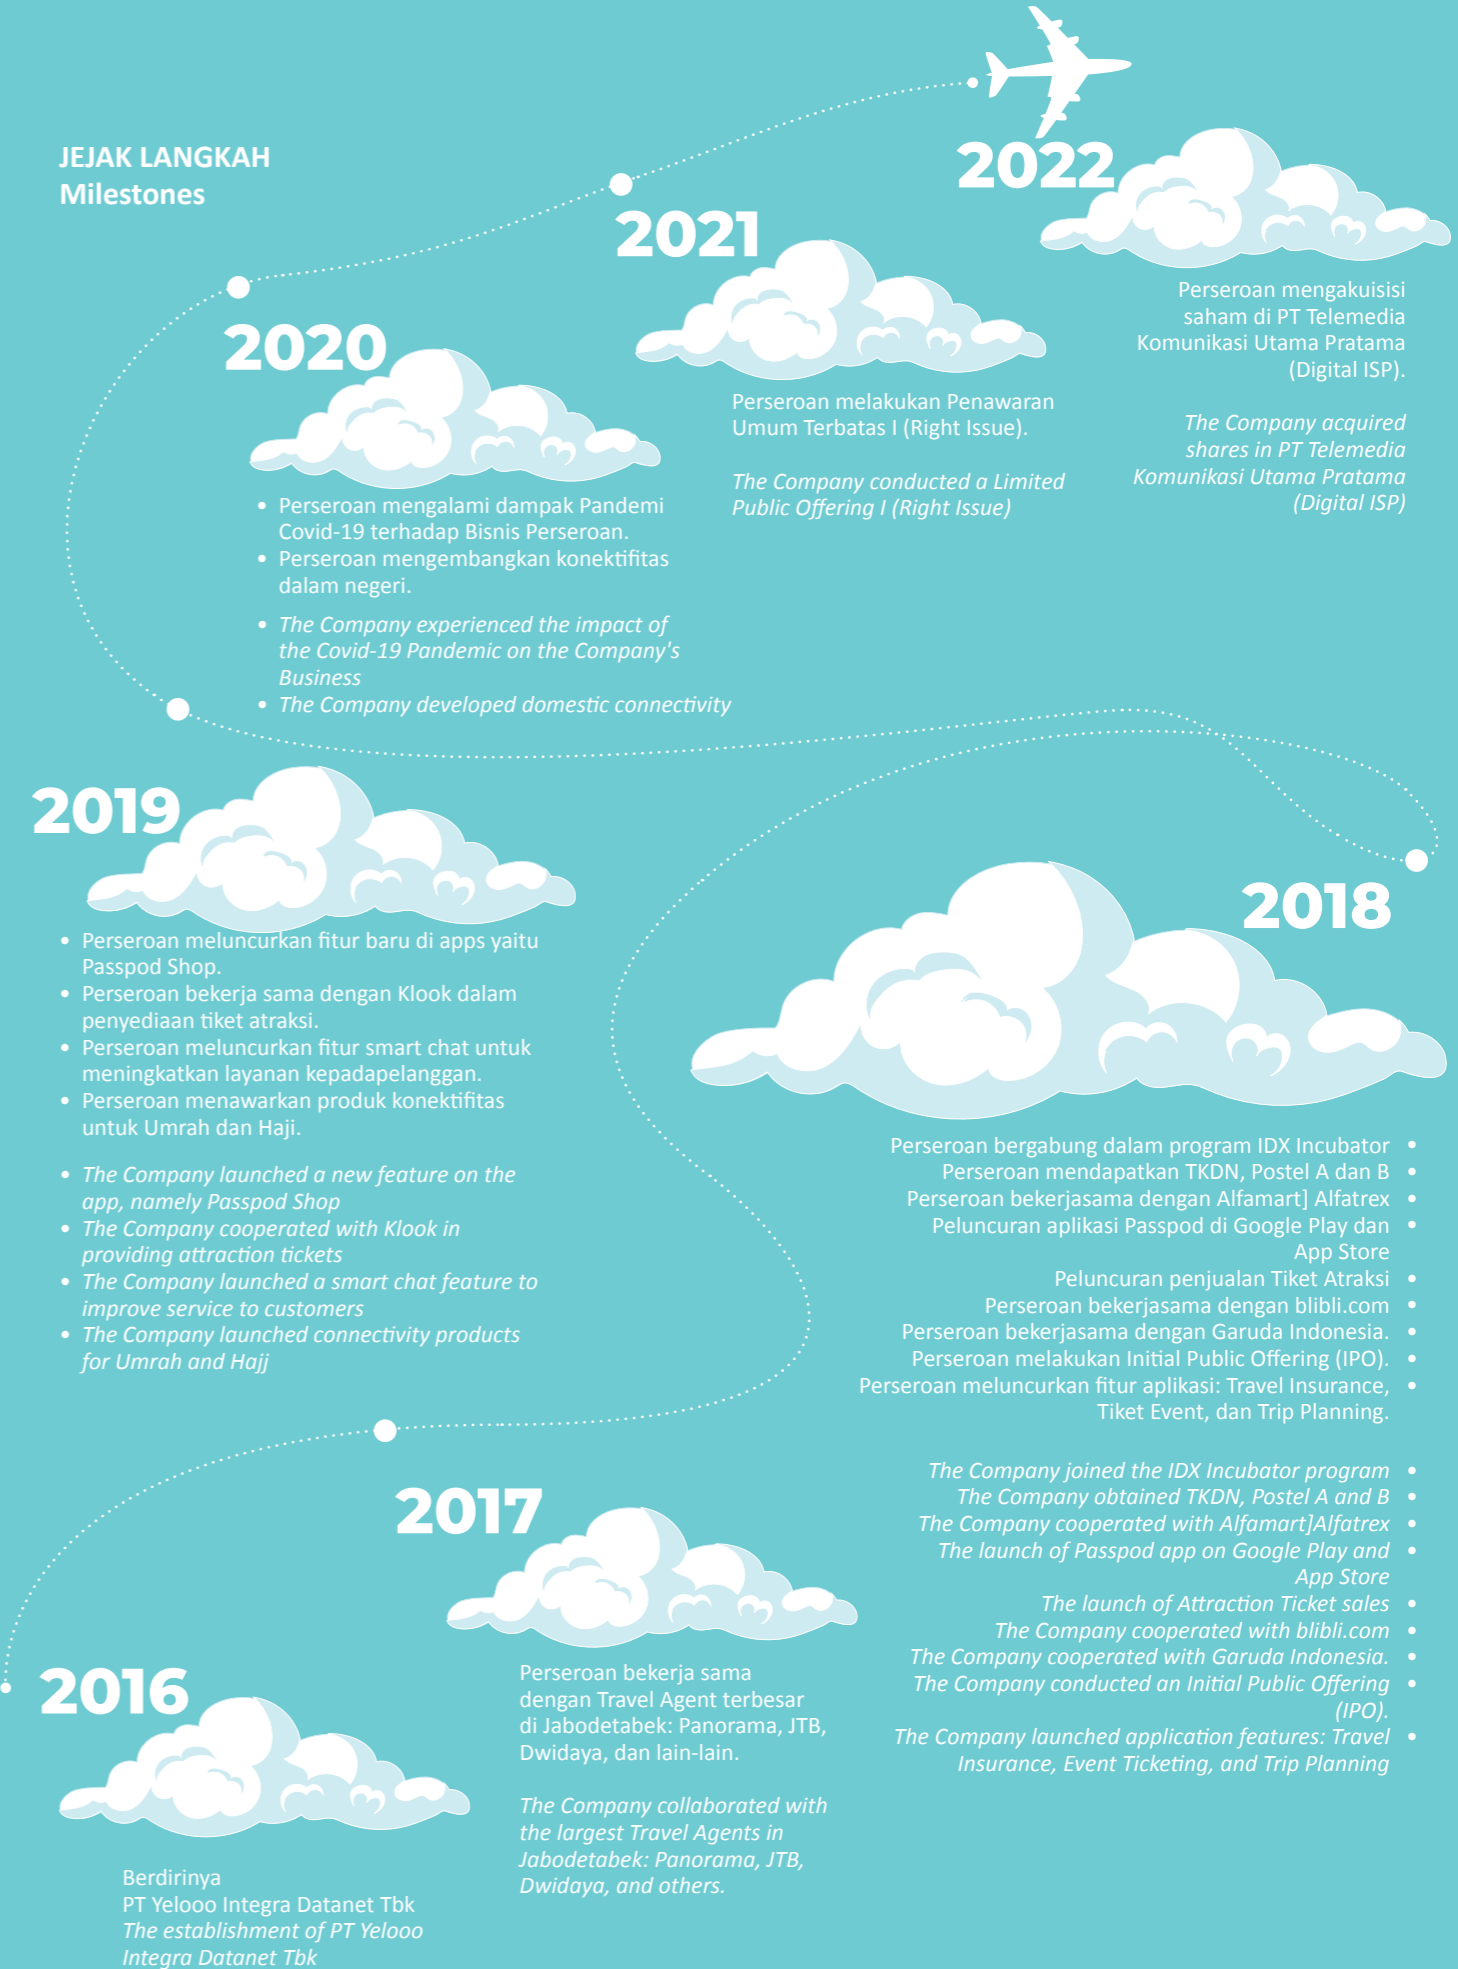 JEJAK LANGKAH
Milestones
2022
Perseroan mengakuisisi
saham di PT Telemedia
Komunikasi Utama Pratama
(Digital ISP).
The Company acquired
shares in PT Telemedia
Komunikasi Utama Pratama
(Digital ISP)
2021
Perseroan melakukan Penawaran
Umum Terbatas I (Right Issue).
The Company conducted a Limited
Public Offering I (Right Issue)
2020
• Perseroan mengalami dampak Pandemi
Covid-19 terhadap Bisnis Perseroan.
• Perseroan mengembangkan konektifitas
dalam negeri.
• The Company experienced the impact of
the Covid-19 Pandemic on the Company's
Business
• The Company developed domestic connectivity
2019
• Perseroan meluncurkan fitur baru di apps yaitu
Passpod Shop.
• Perseroan bekerja sama dengan Klook dalam
penyediaan tiket atraksi.
• Perseroan meluncurkan fitur smart chat untuk
meningkatkan layanan kepadapelanggan.
• Perseroan menawarkan produk konektifitas
untuk Umrah dan Haji.
• The Company launched a new feature on the
app, namely Passpod Shop
• The Company cooperated with Klook in
providing attraction tickets
• The Company launched a smart chat feature to
improve service to customers
• The Company launched connectivity products
for Umrah and Hajj
2018
Perseroan bergabung dalam program IDX Incubator •
Perseroan mendapatkan TKDN, Postel A dan B •
Perseroan bekerjasama dengan Alfamart] Alfatrex •
Peluncuran aplikasi Passpod di Google Play dan •
App Store
Peluncuran penjualan Tiket Atraksi •
Perseroan bekerjasama dengan blibli.com •
Perseroan bekerjasama dengan Garuda Indonesia. •
Perseroan melakukan Initial Public Offering (IPO). •
Perseroan meluncurkan fitur aplikasi: Travel Insurance, •
Tiket Event, dan Trip Planning.
The Company joined the IDX Incubator program •
The Company obtained TKDN, Postel A and B •
The Company cooperated with Alfamart]Alfatrex •
The launch of Passpod app on Google Play and •
App Store
The launch of Attraction Ticket sales •
The Company cooperated with blibli.com •
The Company cooperated with Garuda Indonesia. •
The Company conducted an Initial Public Offering •
(IPO).
The Company launched application features: Travel •
Insurance, Event Ticketing, and Trip Planning
2017
Perseroan bekerja sama
dengan Travel Agent terbesar
di Jabodetabek: Panorama, JTB,
Dwidaya, dan lain-lain.
The Company collaborated with
the largest Travel Agents in
Jabodetabek: Panorama, JTB,
Dwidaya, and others.
2016
Berdirinya
PT Yelooo Integra Datanet Tbk
The establishment of PT Yelooo
Integra Datanet Tbk